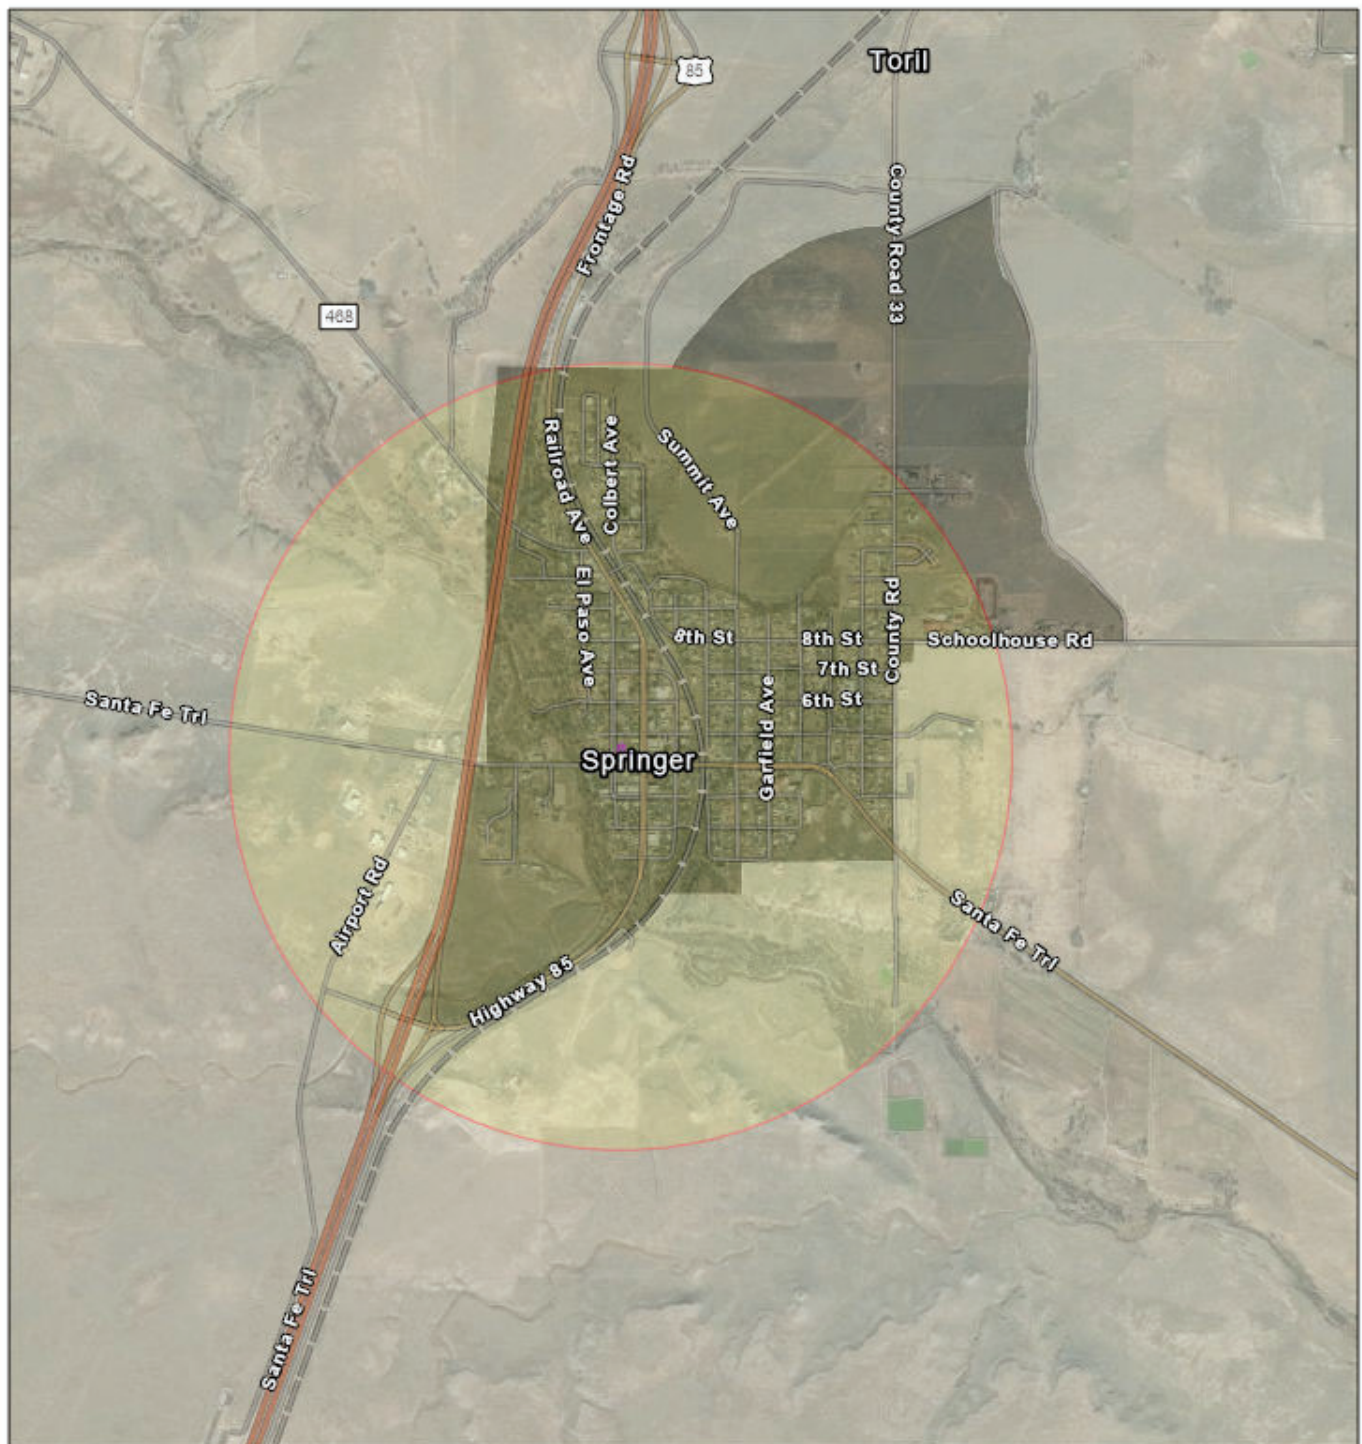 Toril
85
Frontage Rd
County Road 33
468
Railroad Ave
Colbert Ave
Summit Ave
El Paso Ave
8th St
8th St
County Rd
Schoolhouse Rd
7th St
6th St
Santa Fe Trl
Garfield Ave
Springer
Airport Rd
Santa Fe Trl
Highway 85
Santa Fe Trl